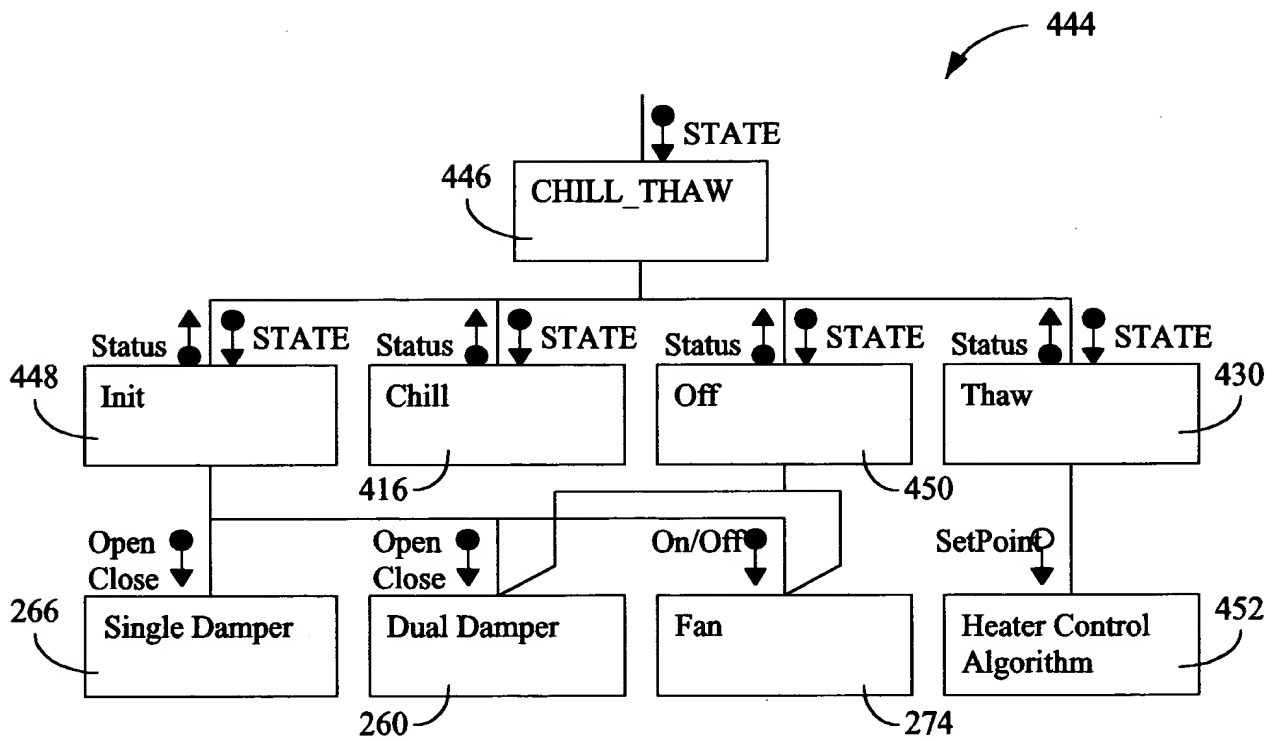 444
STATE
446
CHILL_THAW
Status
STATE
Status
STATE
Status
STATE
Status
STATE
448
Init
Chill
Off
Thaw
430
416
450
Open
Close
Open
Close
On/Off
SetPoint
266
Single Damper
Dual Damper
Fan
Heater Control
Algorithm
452
260
274